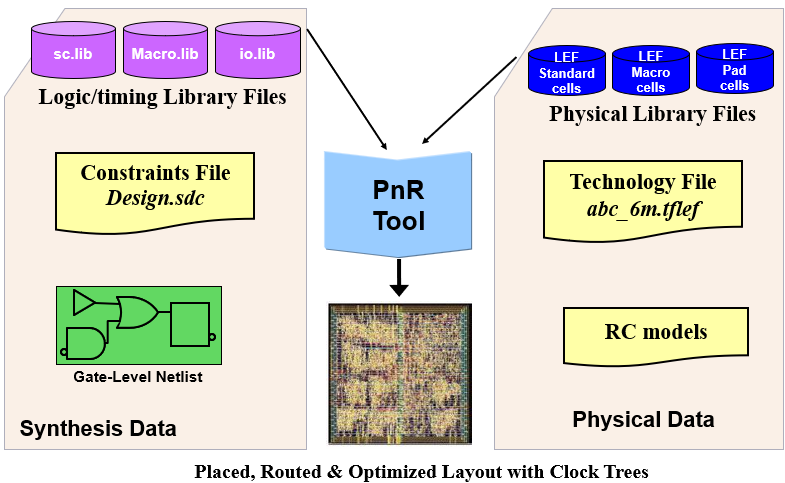 sc.lib
Macro.lib
io.lib
Logic/timing Library Files
Constraints File
Design.sdc
Gate-Level Netlist
Synthesis Data
PnR
Tool
LEF
Standard
cells
LEF
Macro
cells
LEF
Pad
cells
Physical Library Files
Technology File
abc_6m.tflef
RC models
Physical Data
Placed, Routed & Optimized Layout with Clock Trees